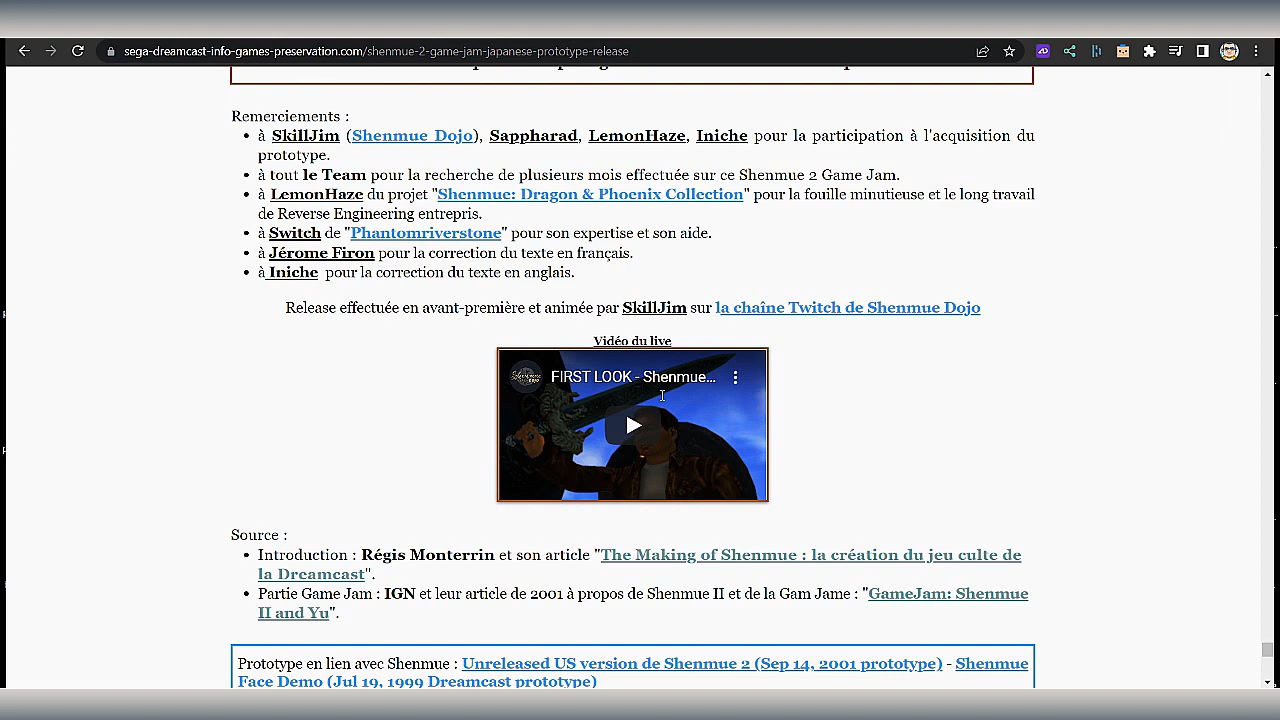 sega-dreamcast-info-games-preservation.com/shenmue-2-game-jam-japanese-prototype-release
Remerciements :
à SkillJim (Shenmue Dojo), Sappharad, LemonHaze, Iniche pour la participation à l'acquisition du
prototype.
à tout le Team pour la recherche de plusieurs mois effectuée sur ce Shenmue 2 Game Jam.
à LemonHaze du projet "Shenmue: Dragon & Phoenix Collection" pour la fouille minutieuse et le long travail
de Reverse Engineering entrepris.
à Switch de "Phantomriverstone" pour son expertise et son aide.
à Jérome Firon pour la correction du texte en français.
à Iniche pour la correction du texte en anglais.
Release effectuée en avant-première et animée par SkillJim sur la chaîne Twitch de Shenmue Dojo
Vidéo du live
FIRST LOOK - Shenmue...
Source :
Introduction : Régis Monterrin et son article "The Making of Shenmue : la création du jeu culte de
la Dreamcast".
Partie Game Jam : IGN et leur article de 2001 à propos de Shenmue II et de la Gam Jame : "GameJam: Shenmue
II and Yu".
Prototype en lien avec Shenmue : Unreleased US version de Shenmue 2 (Sep 14, 2001 prototype) - Shenmue
Face Demo (Jul 19, 1999 Dreamcast prototype)